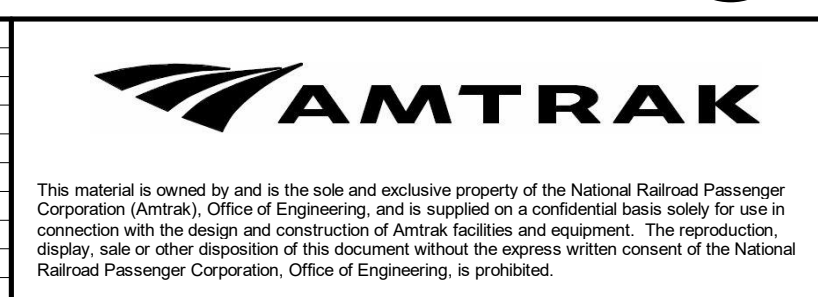 AMTRAK
This material is owned by and is the sole and exclusive property of the National Railroad Passenger
Corporation (Amtrak), Office of Engineering, and is supplied on a confidential basis solely for use in
connection with the design and construction of Amtrak facilities and equipment.  The reproduction,
display, sale or other disposition of this document without the express written consent of the National
Railroad Passenger Corporation, Office of Engineering, is prohibited.